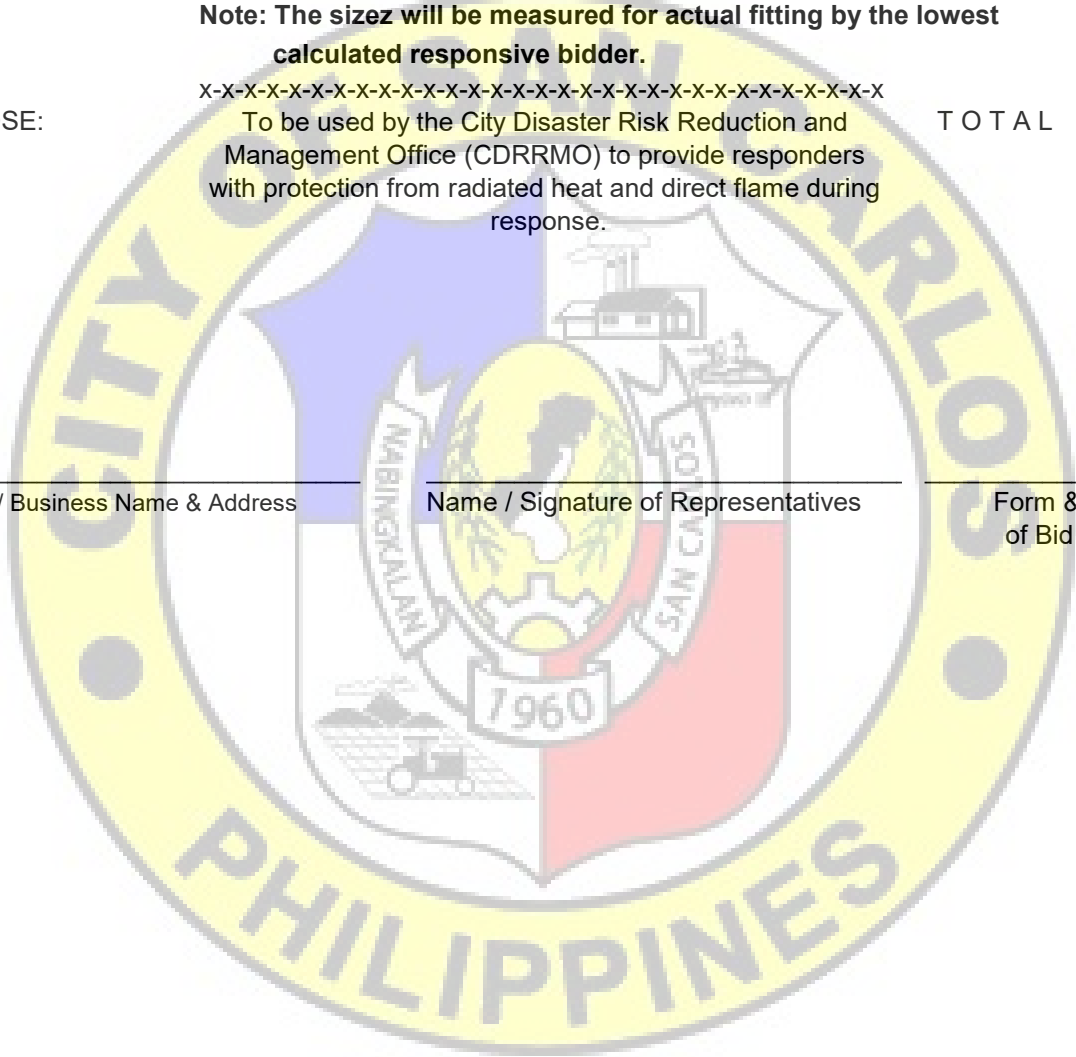 Note: The sizez will be measured for actual fitting by the lowest
calculated responsive bidder.
x-x-x-x-x-x-x-x-x-x-x-x-x-x-x-x-x-x-x-x-x-x-x-x-x-x-x-x-x-x-x
SE: To be used by the City Disaster Risk Reduction and T O T A L
Management Office (CDRRMO) to provide responders
with protection from radiated heat and direct flame during
response.
/ Business Name & Address Name / Signature of Representatives Form &
of Bid
CITY OF SAN CARLOS
NABINGKALAN
SAN CARLOS
1960
PHILIPPINES